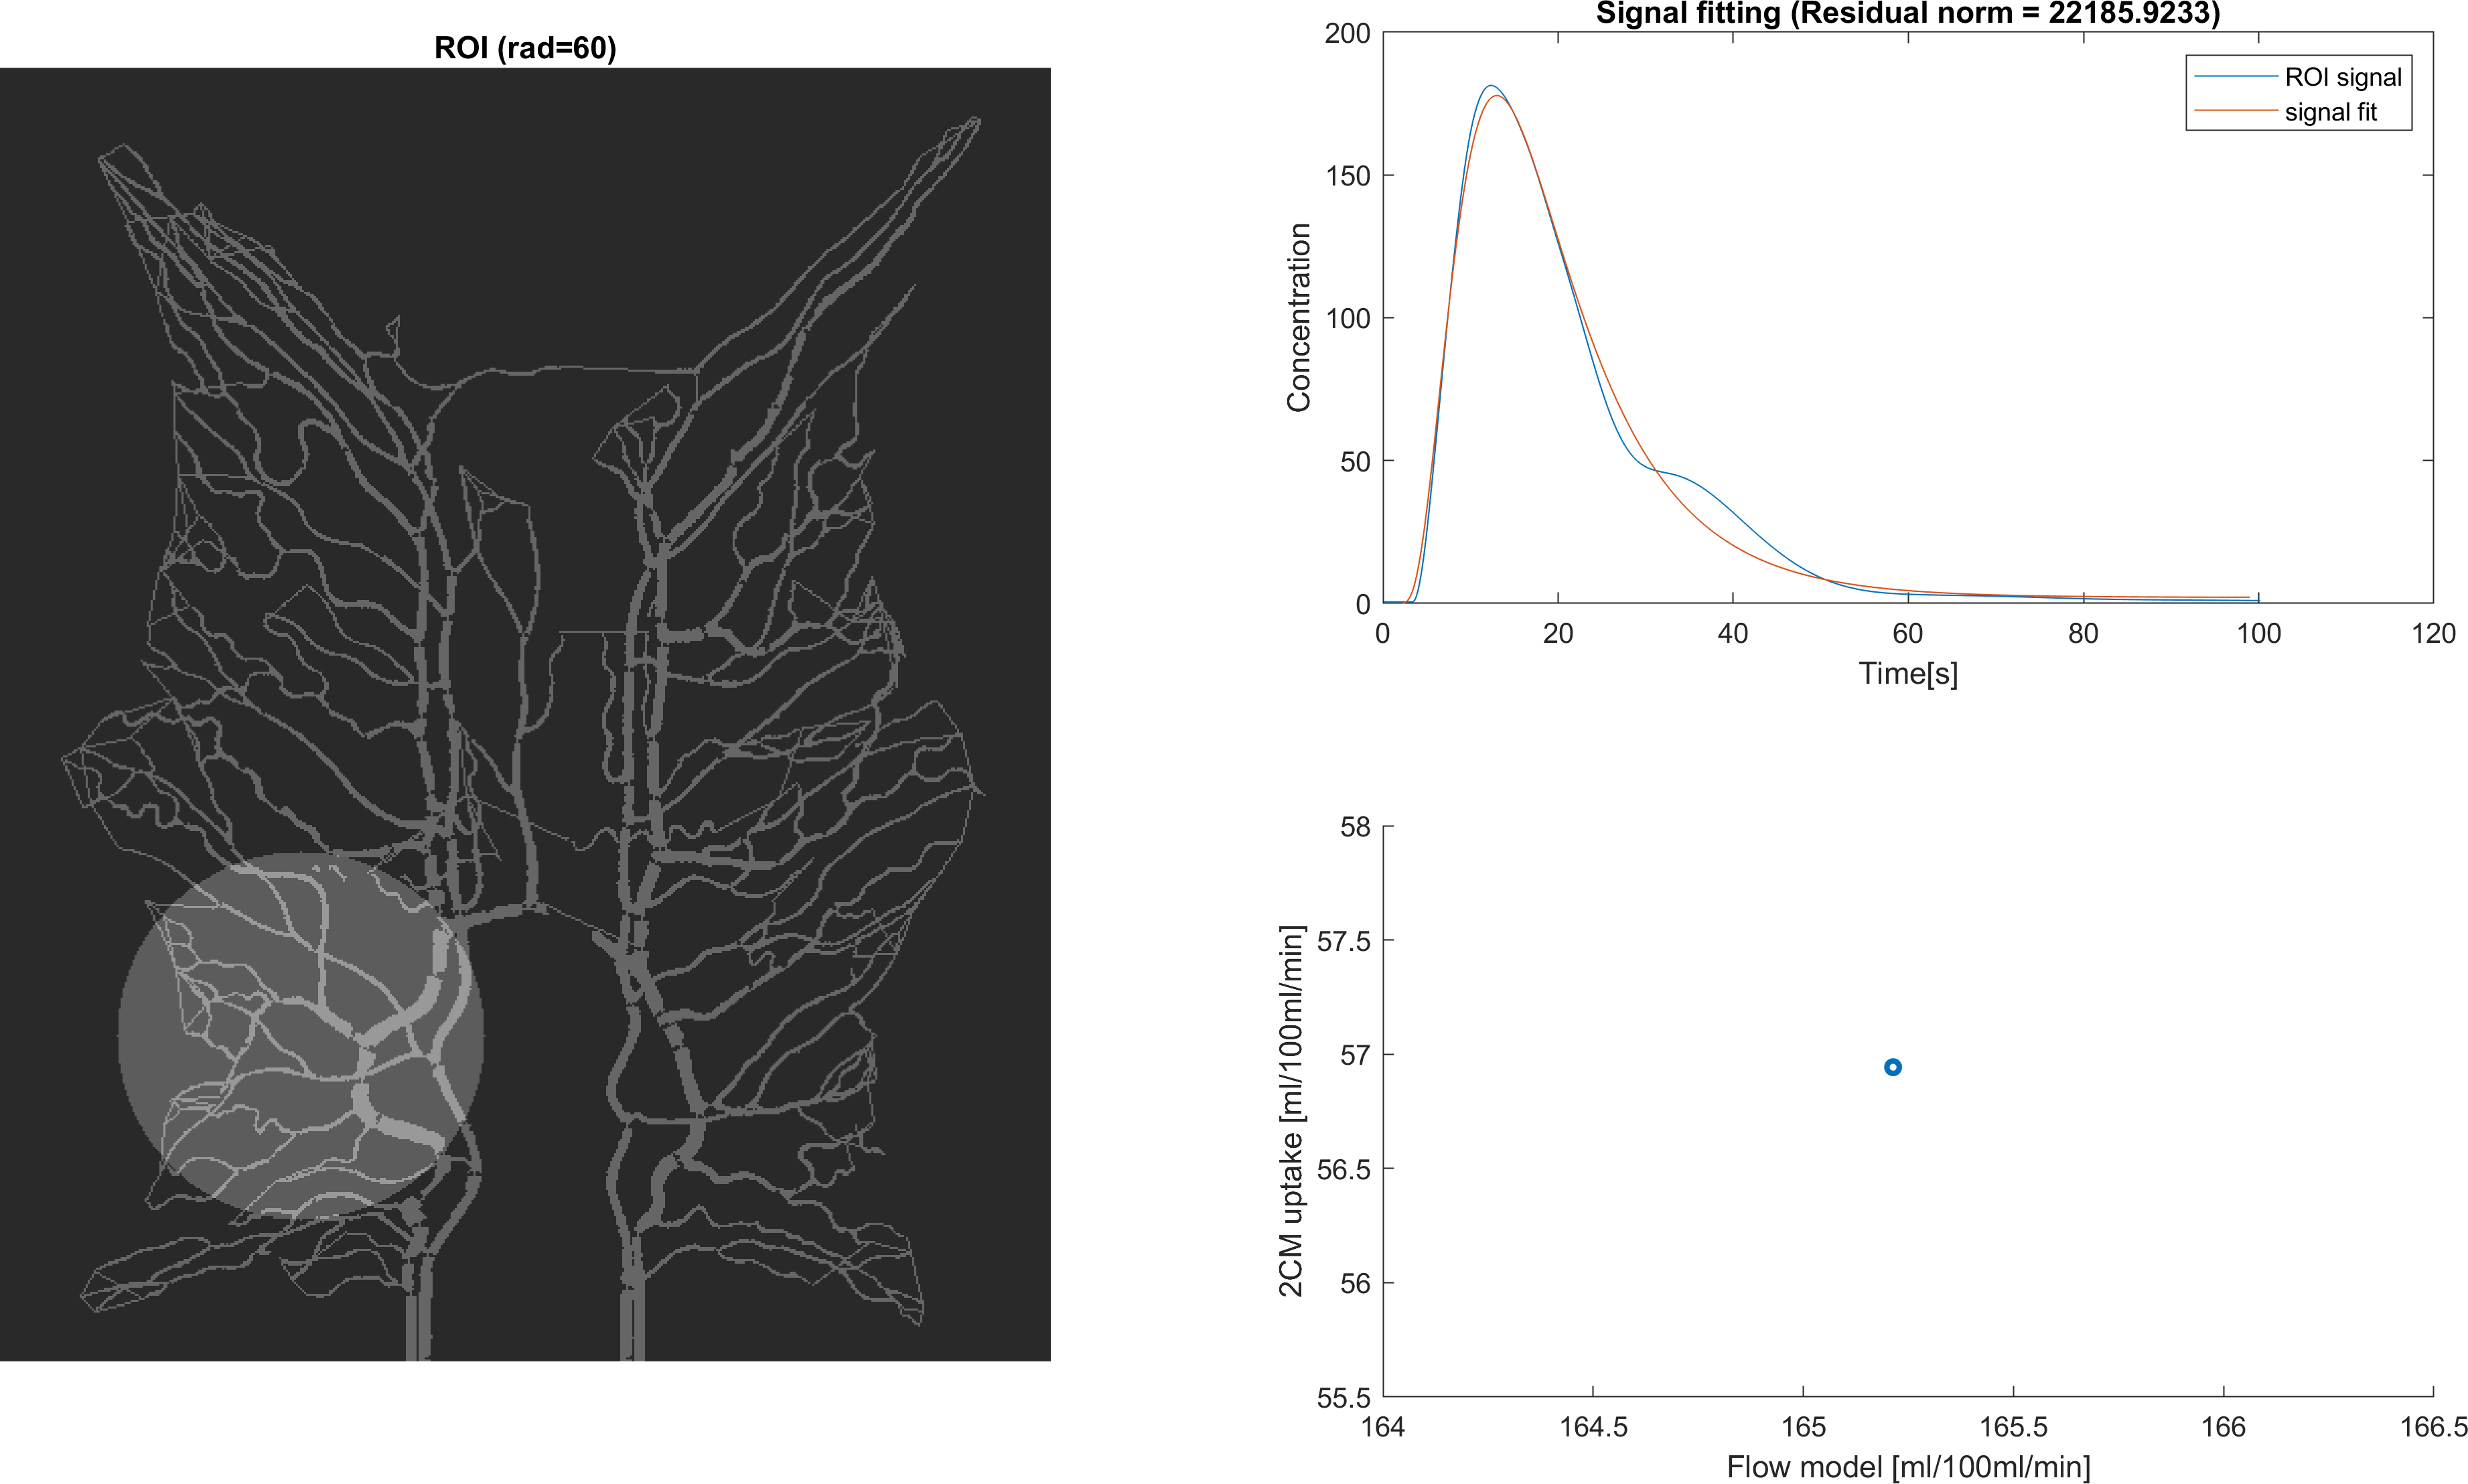 ROI (rad=60)
Signal fitting (Residual norm = 22185.9233)
200
150
100
50
0
Concentration
ROI signal
signal fit
0 20 40 60 80 100 120
Time[s]
58
57.5
57
56.5
56
55.5
2CM uptake [ml/100ml/min]
164 164.5 165 165.5 166 166.5
Flow model [ml/100ml/min]